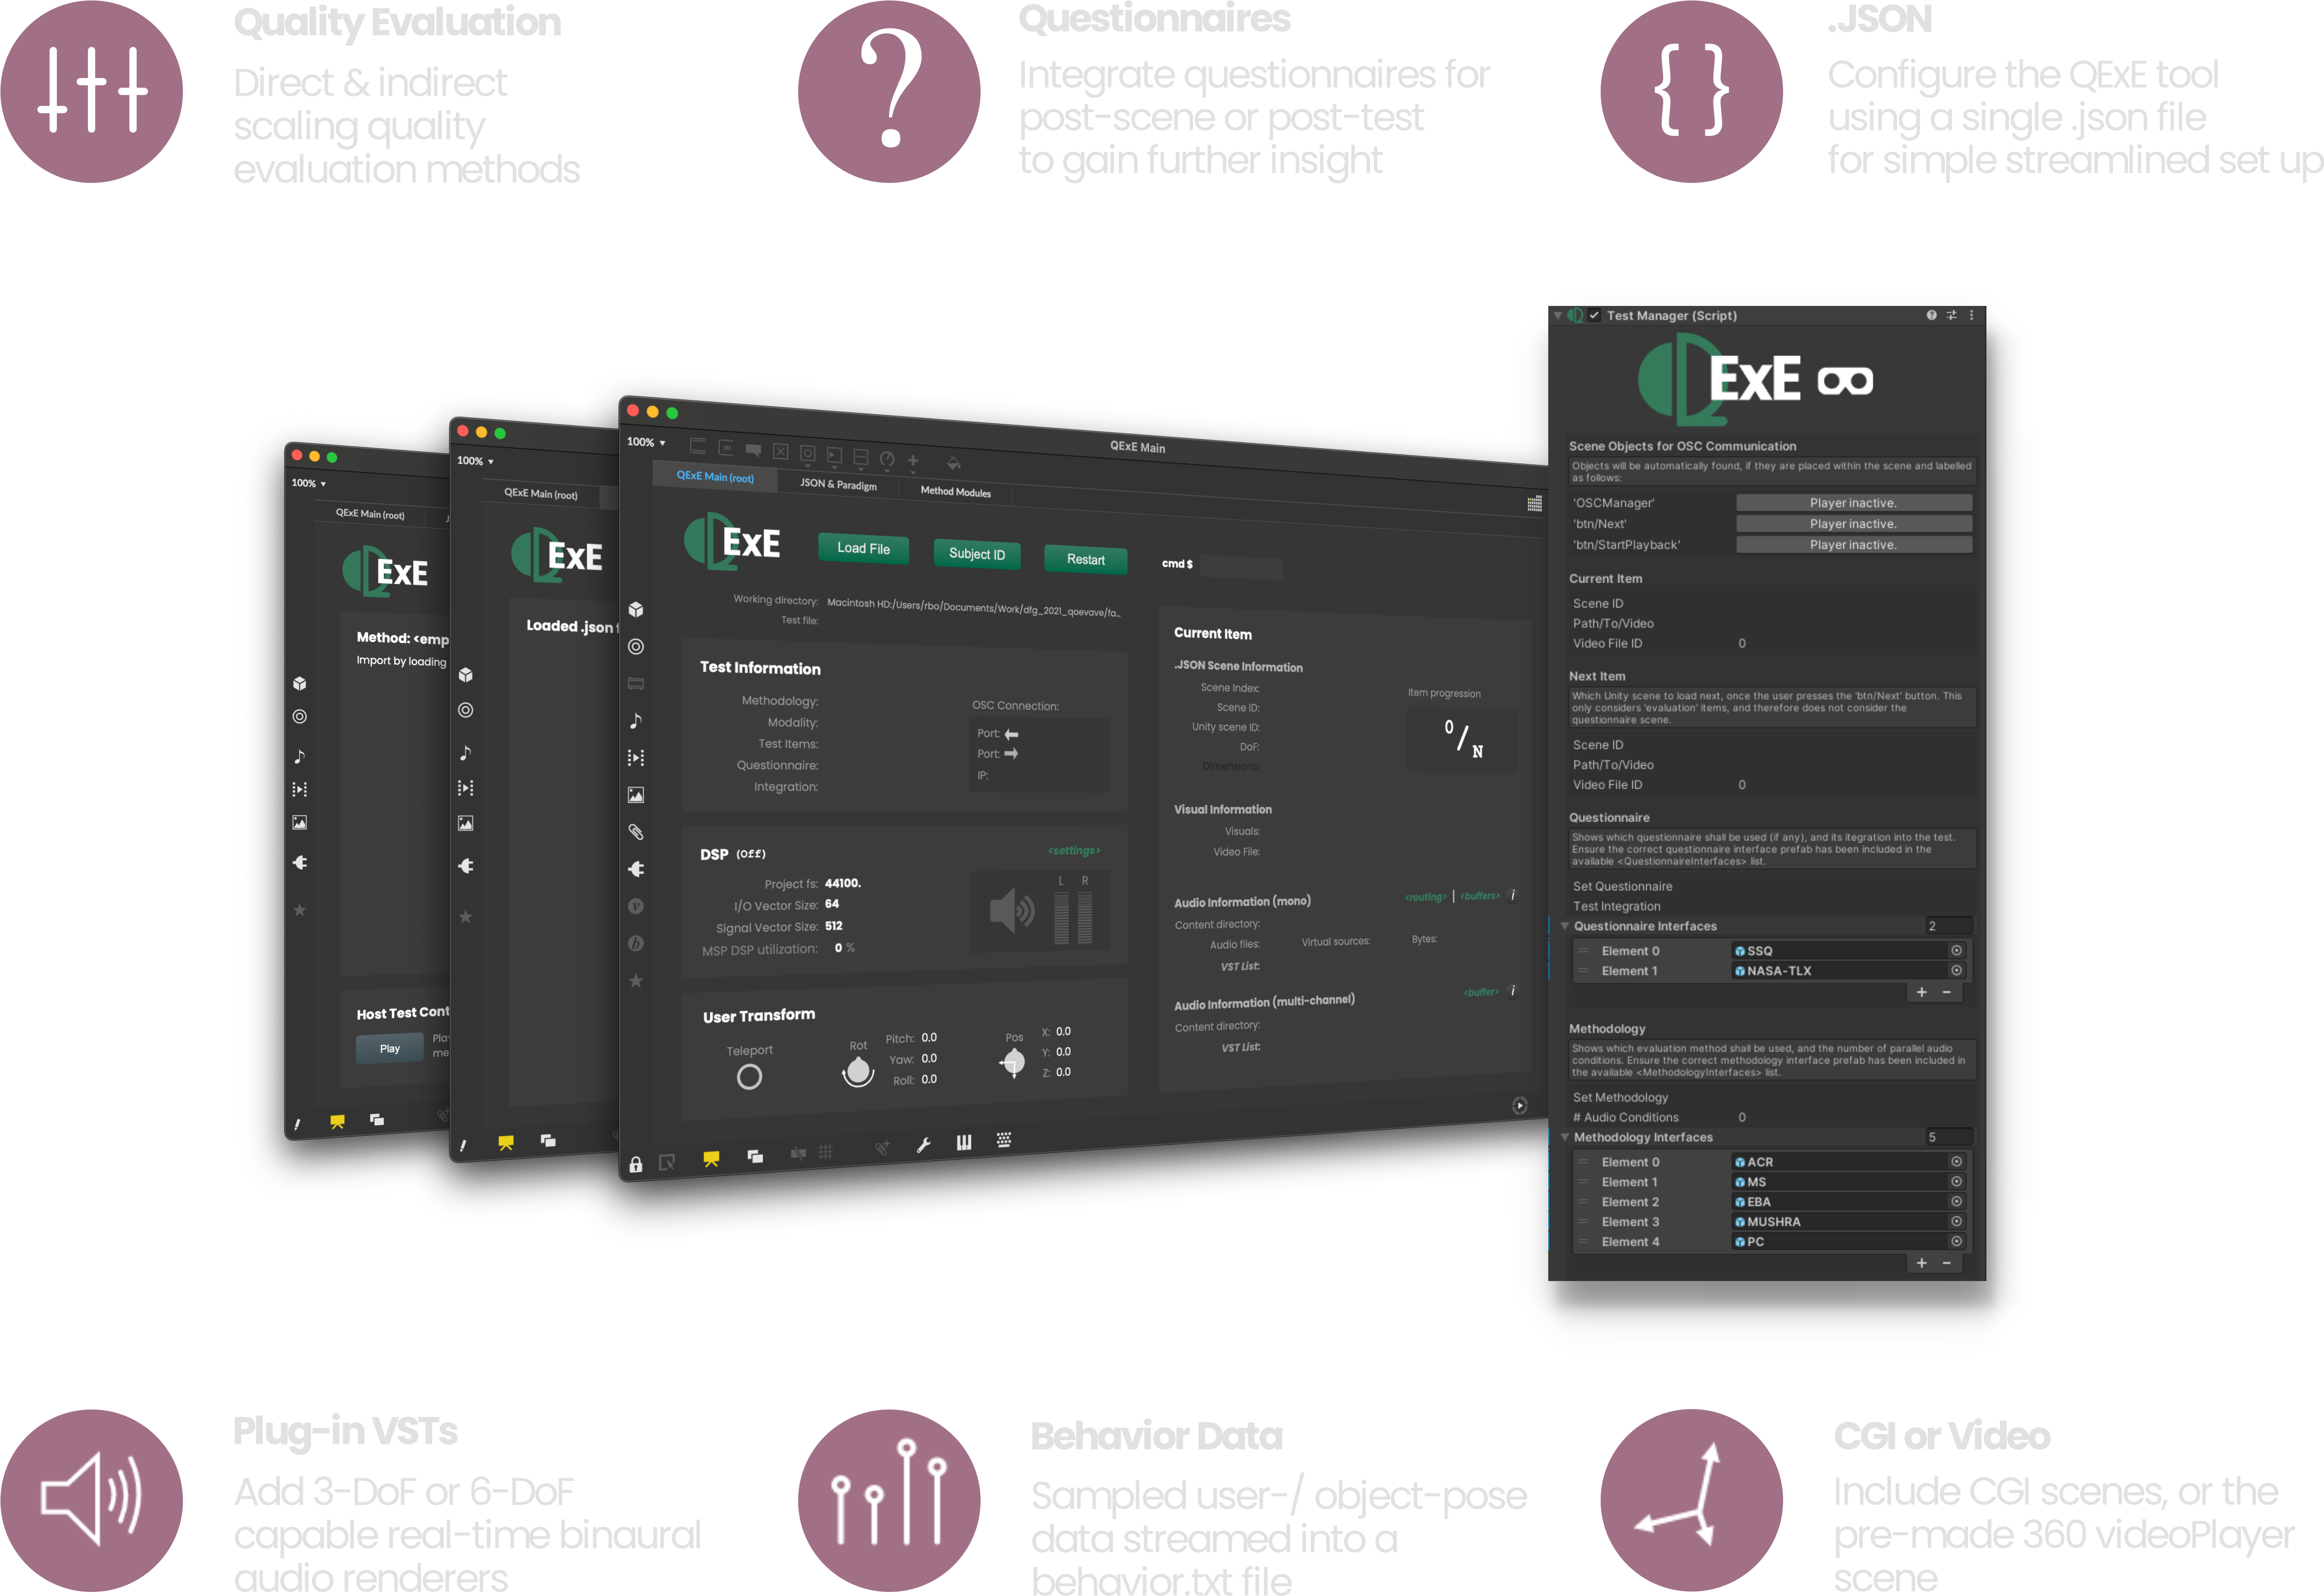 Quality Evaluation
Direct & indirect
scaling quality
evaluation methods
Questionnaires
Integrate questionnaires for
post-scene or post-test
to gain further insight
.JSON
Configure the QExE tool
using a single .json file
for simple streamlined set up
100%
QExE Main (root)
ExE
Method: <emp
Import by loading
Host Test Cont
Play
Pla
me
100%
QExE Main (root)
ExE
Loaded .json f
QExE Main
100%
QExE Main (root)
JSON & Paradigm
Method Modules
ExE
Load File
Subject ID
Restart
cmd $
Working directory: Macintosh HD:/Users/rbo/Documents/Work/dfg_2021_qoevave/fa...
Test file:
Test Information
Methodology:
Modality:
Test Items:
Questionnaire:
Integration:
OSC Connection:
Port:
Port:
IP:
DSP (Off)
<settings>
Project fs: 44100.
I/O Vector Size: 64
Signal Vector Size: 512
MSP DSP utilization: 0 %
L R
User Transform
Teleport
Rot
Pitch: 0.0
Yaw: 0.0
Roll: 0.0
Pos
X: 0.0
Y: 0.0
Z: 0.0
Current Item
.JSON Scene Information
Scene Index:
Scene ID:
Unity scene ID:
DoF:
Dimensions:
Item progression
0/N
Visual Information
Visuals:
Video File:
Audio Information (mono)
<routing> | <buffers> i
Content directory:
Audio files:
Virtual sources:
Bytes:
VST List:
Audio Information (multi-channel)
<buffer> i
Content directory:
VST List:
Test Manager (Script)
ExE
Scene Objects for OSC Communication
Objects will be automatically found, if they are placed within the scene and labelled
as follows:
'OSCManager' Player inactive.
'btn/Next' Player inactive.
'btn/StartPlayback' Player inactive.
Current Item
Scene ID
Path/To/Video
Video File ID 0
Next Item
Which Unity scene to load next, once the user presses the 'btn/Next' button. This
only considers 'evaluation' items, and therefore does not consider the
questionnaire scene.
Scene ID
Path/To/Video
Video File ID 0
Questionnaire
Shows which questionnaire shall be used (if any), and its itegration into the test.
Ensure the correct questionnaire interface prefab has been included in the
available <QuestionnaireInterfaces> list.
Set Questionnaire
Test Integration
Questionnaire Interfaces 2
Element 0 SSQ
Element 1 NASA-TLX
+ −
Methodology
Shows which evaluation method shall be used, and the number of parallel audio
conditions. Ensure the correct methodology interface prefab has been included in
the available <MethodologyInterfaces> list.
Set Methodology
# Audio Conditions 0
Methodology Interfaces 5
Element 0 ACR
Element 1 MS
Element 2 EBA
Element 3 MUSHRA
Element 4 PC
+ −
Plug-in VSTs
Add 3-DoF or 6-DoF
capable real-time binaural
audio renderers
Behavior Data
Sampled user-/ object-pose
data streamed into a
behavior.txt file
CGI or Video
Include CGI scenes, or the
pre-made 360 videoPlayer
scene